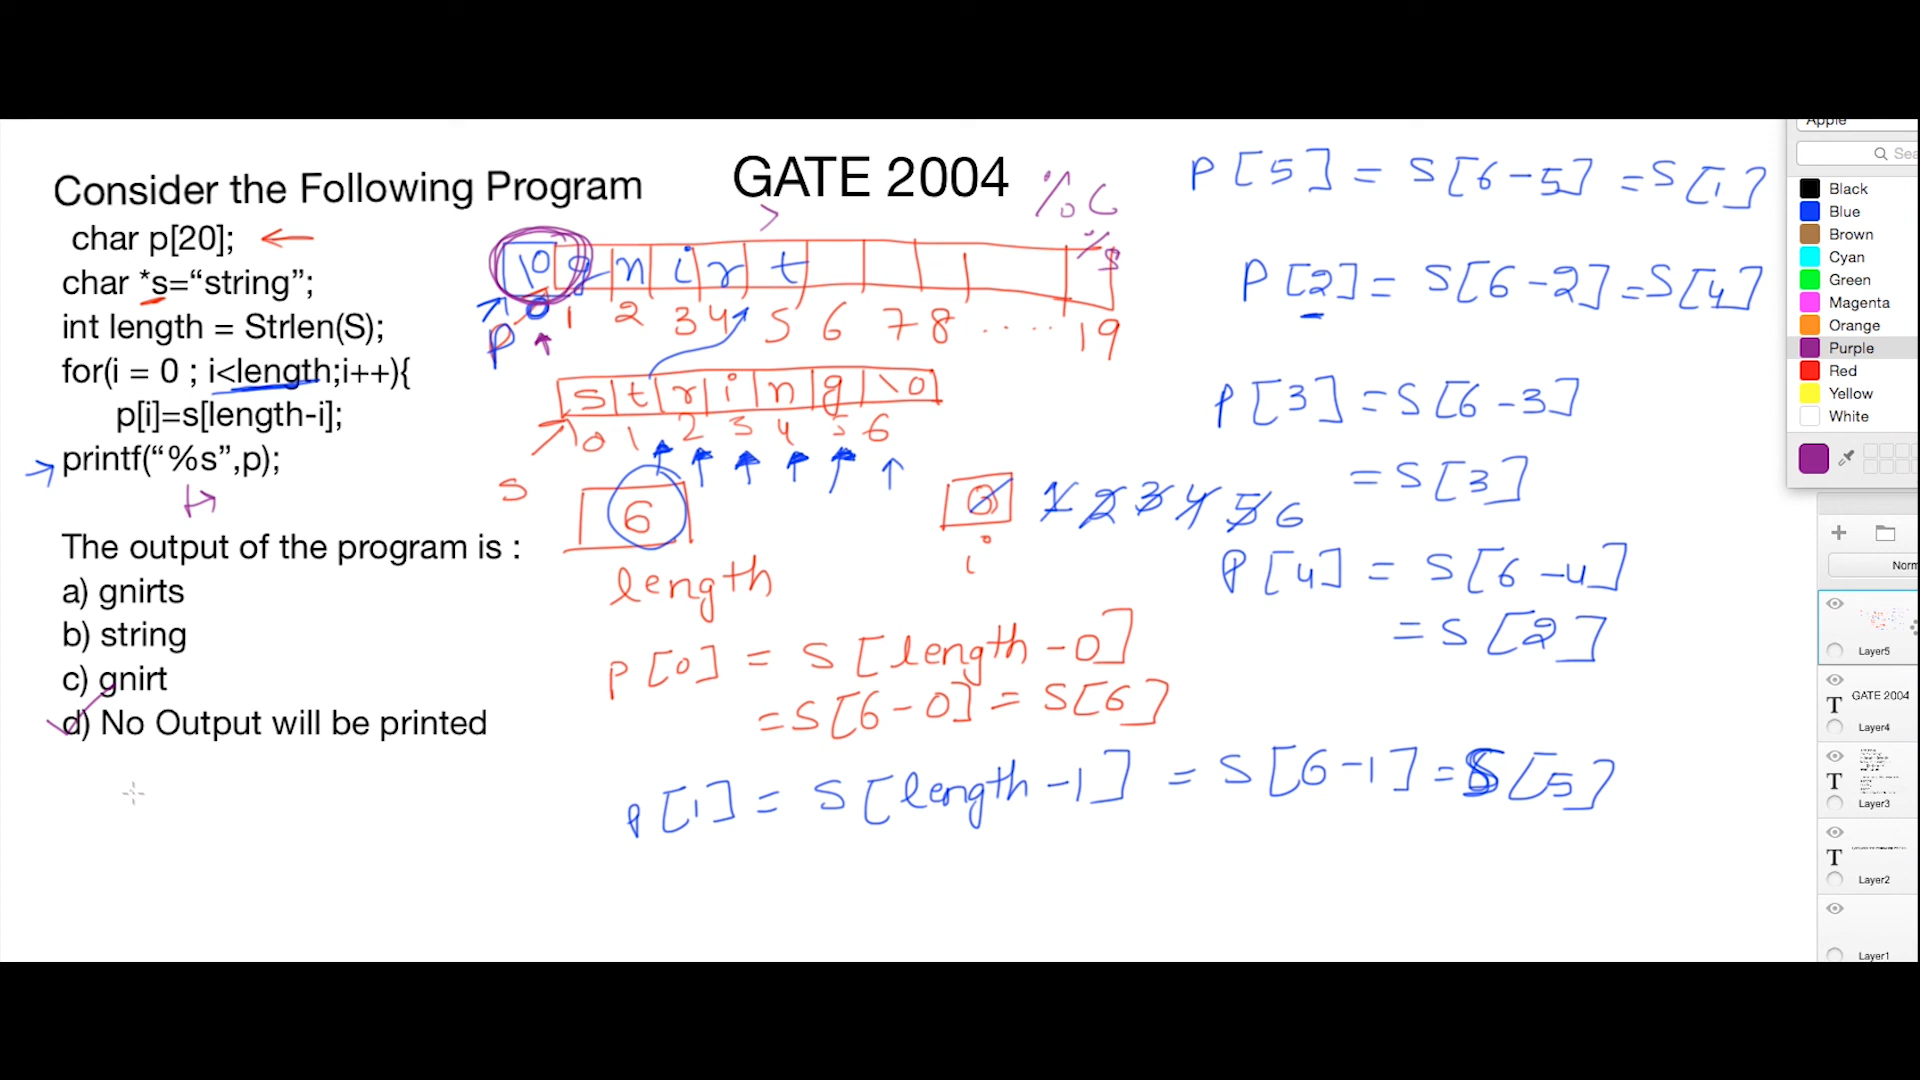 GATE 2004
Consider the Following Program
char p[20];
char *s=“string”;
int length = Strlen(S);
for(i = 0 ; i<length;i++){
p[i]=s[length-i];
printf(“%s”,p);
The output of the program is :
a) gnirts
b) string
c) gnirt
d) No Output will be printed
%c
%s
\0 g n i r t
0 1 2 3 4 5 6 7 8 ..... 19
p
s t r i n g \0
0 1 2 3 4 5 6
s
6
length
0 1 2 3 4 5 6
i
P[0] = S[length-0]
=S[6-0] = S[6]
P[1] = S[length-1] = S[6-1] = S[5]
P[5] = S[6-5] = S[1]
P[2] = S[6-2] = S[4]
P[3] = S[6-3]
= S[3]
P[4] = S[6-4]
= S[2]
Apple
Black
Blue
Brown
Cyan
Green
Magenta
Orange
Purple
Red
Yellow
White
Layer5
T GATE 2004
Layer4
T
Layer3
T
Layer2
Layer1